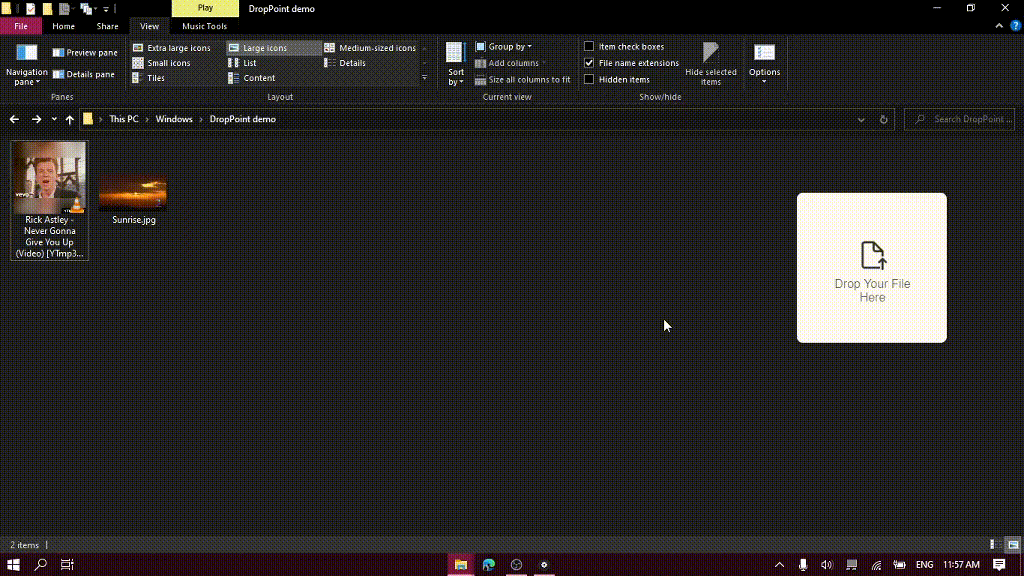 Play
DropPoint demo
File
Home
Share
View
Music Tools
Navigation pane
Preview pane
Details pane
Panes
Extra large icons
Large icons
Medium-sized icons
Small icons
List
Details
Tiles
Content
Layout
Sort by
Group by
Add columns
Size all columns to fit
Current view
Item check boxes
File name extensions
Hidden items
Hide selected items
Show/hide
Options
This PC > Windows > DropPoint demo
Search DropPoint ...
Rick Astley -
Never Gonna
Give You Up
(Video) [YTmp3...
Sunrise.jpg
Drop Your File
Here
2 items
ENG
11:57 AM